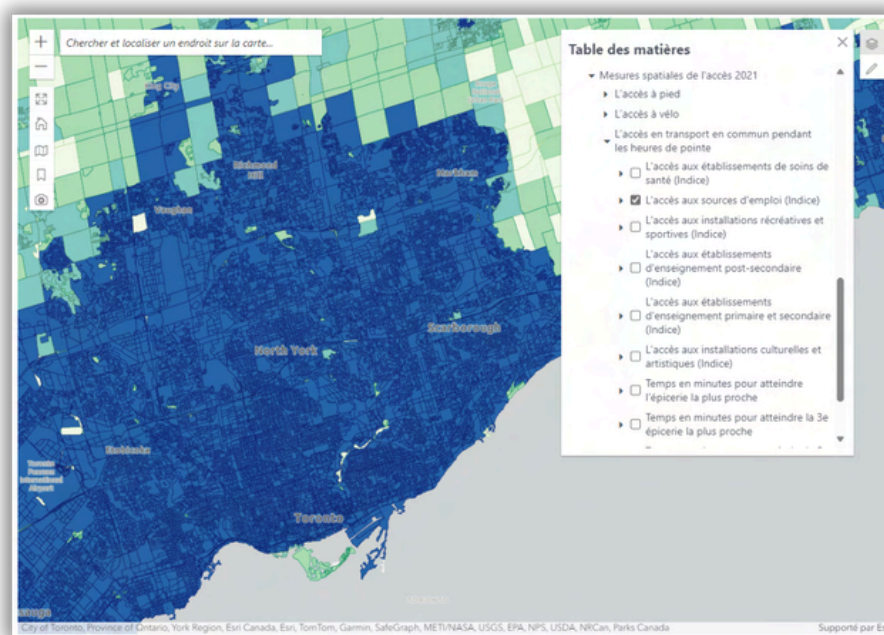 Chercher et localiser un endroit sur la carte...
Table des matières
Mesures spatiales de l'accès 2021
L'accès à pied
L'accès à vélo
L'accès en transport en commun pendant
les heures de pointe
L'accès aux établissements de soins de
santé (Indice)
L'accès aux sources d'emploi (Indice)
L'accès aux installations récréatives et
sportives (Indice)
L'accès aux établissements
d'enseignement post-secondaire
(Indice)
L'accès aux établissements
d'enseignement primaire et secondaire
(Indice)
L'accès aux installations culturelles et
artistiques (Indice)
Temps en minutes pour atteindre
l'épicerie la plus proche
Temps en minutes pour atteindre la 3e
épicerie la plus proche
King City
Richmond
Hill
Markham
Vaughan
Scarborough
North York
Etobicoke
Toronto
Pearson
International
Airport
Toronto
sauga
City of Toronto, Province of Ontario, York Region, Esri Canada, Esri, TomTom, Garmin, SafeGraph, METI/NASA, USGS, EPA, NPS, USDA, NRCan, Parks Canada
Supporté par Es